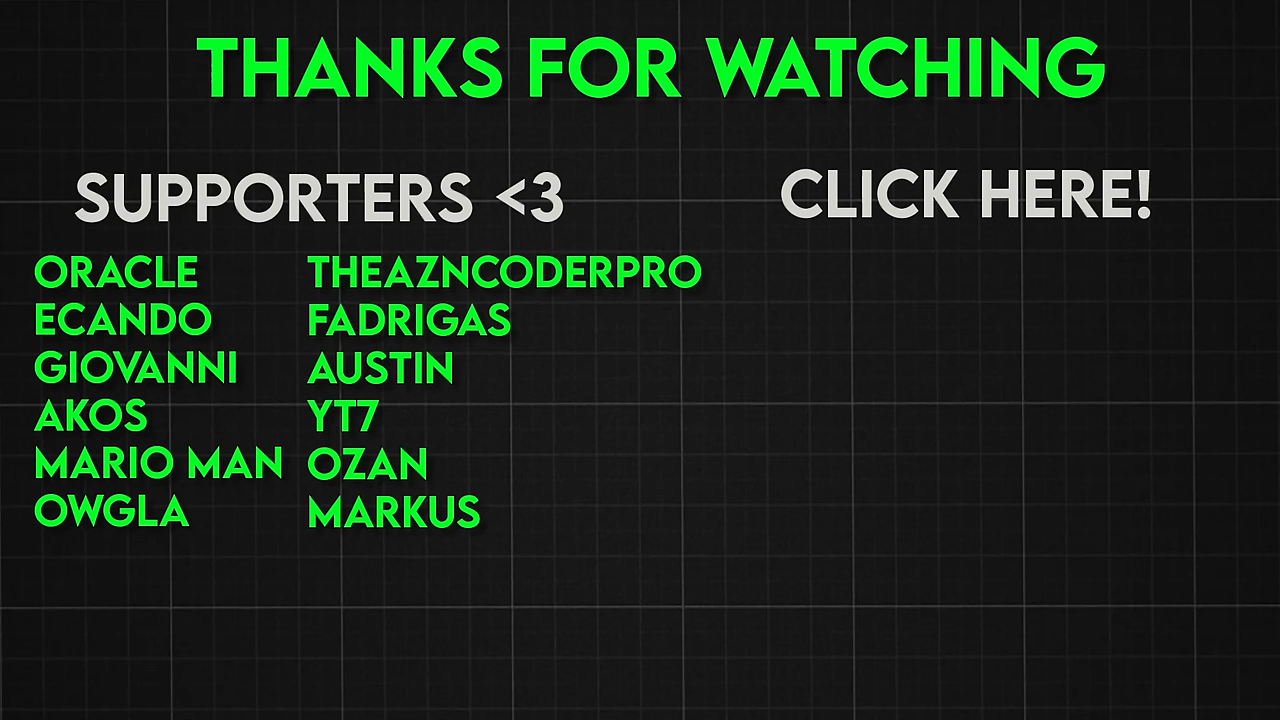 THANKS FOR WATCHING
SUPPORTERS <3
CLICK HERE!
ORACLE
ECANDO
GIOVANNI
AKOS
MARIO MAN
OWGLA
THEAZNCODERPRO
FADRIGAS
AUSTIN
YT7
OZAN
MARKUS